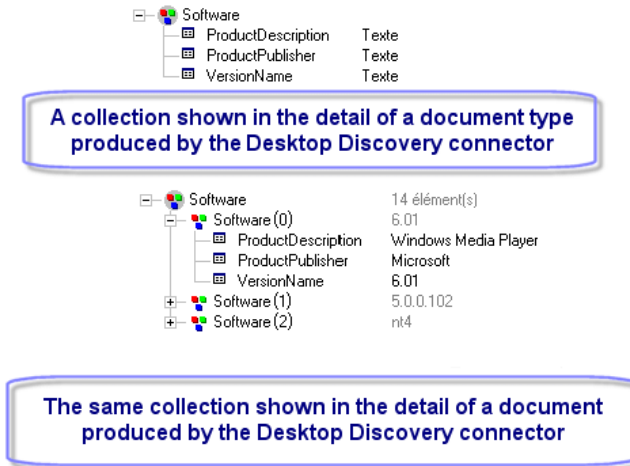 Software
ProductDescription Texte
ProductPublisher Texte
VersionName Texte
A collection shown in the detail of a document type
produced by the Desktop Discovery connector
Software 14 élément(s)
Software (0) 6.01
ProductDescription Windows Media Player
ProductPublisher Microsoft
VersionName 6.01
Software (1) 5.0.0.102
Software (2) nt4
The same collection shown in the detail of a document
produced by the Desktop Discovery connector